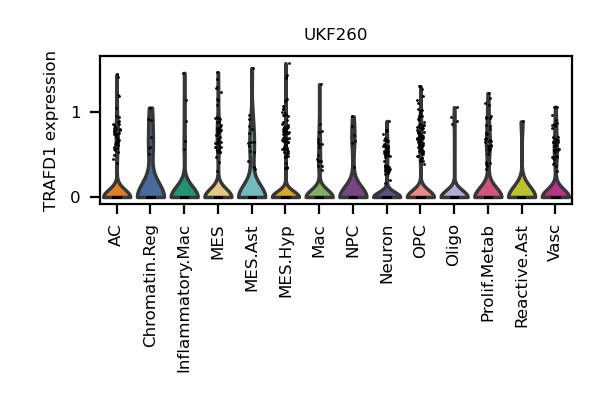 UKF260
TRAFD1 expression
1
0
AC
Chromatin.Reg
Inflammatory.Mac
MES
MES.Ast
MES.Hyp
Mac
NPC
Neuron
OPC
Oligo
Prolif.Metab
Reactive.Ast
Vasc